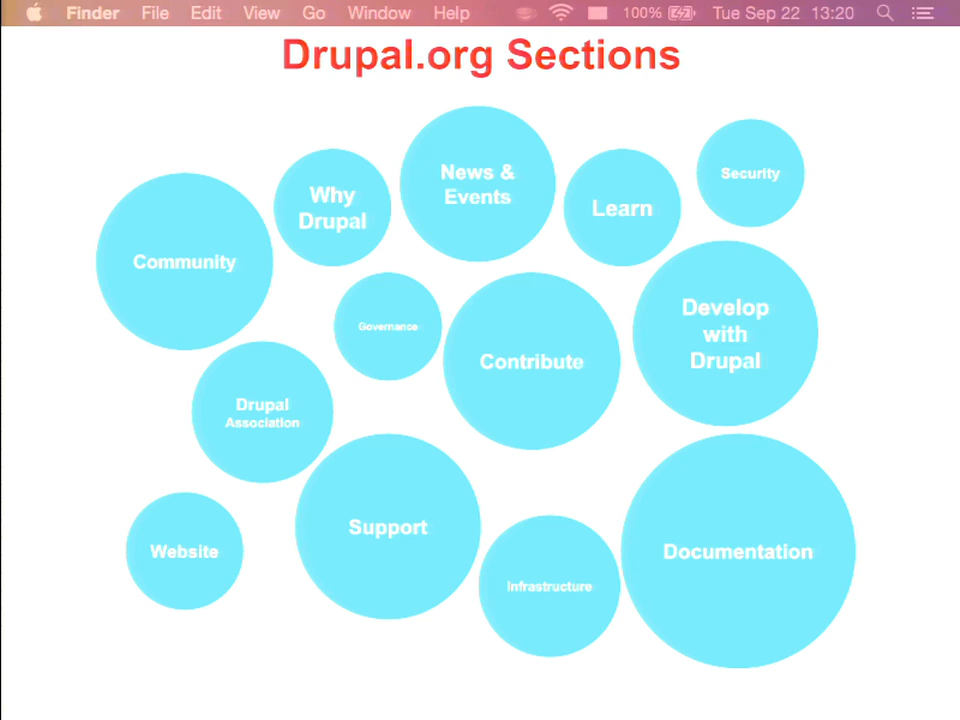 Finder File Edit View Go Window Help 100% Tue Sep 22 13:20
Drupal.org Sections
News &
Events
Security
Why
Drupal
Learn
Community
Develop
with
Drupal
Governance
Contribute
Drupal
Association
Support
Website
Documentation
Infrastructure